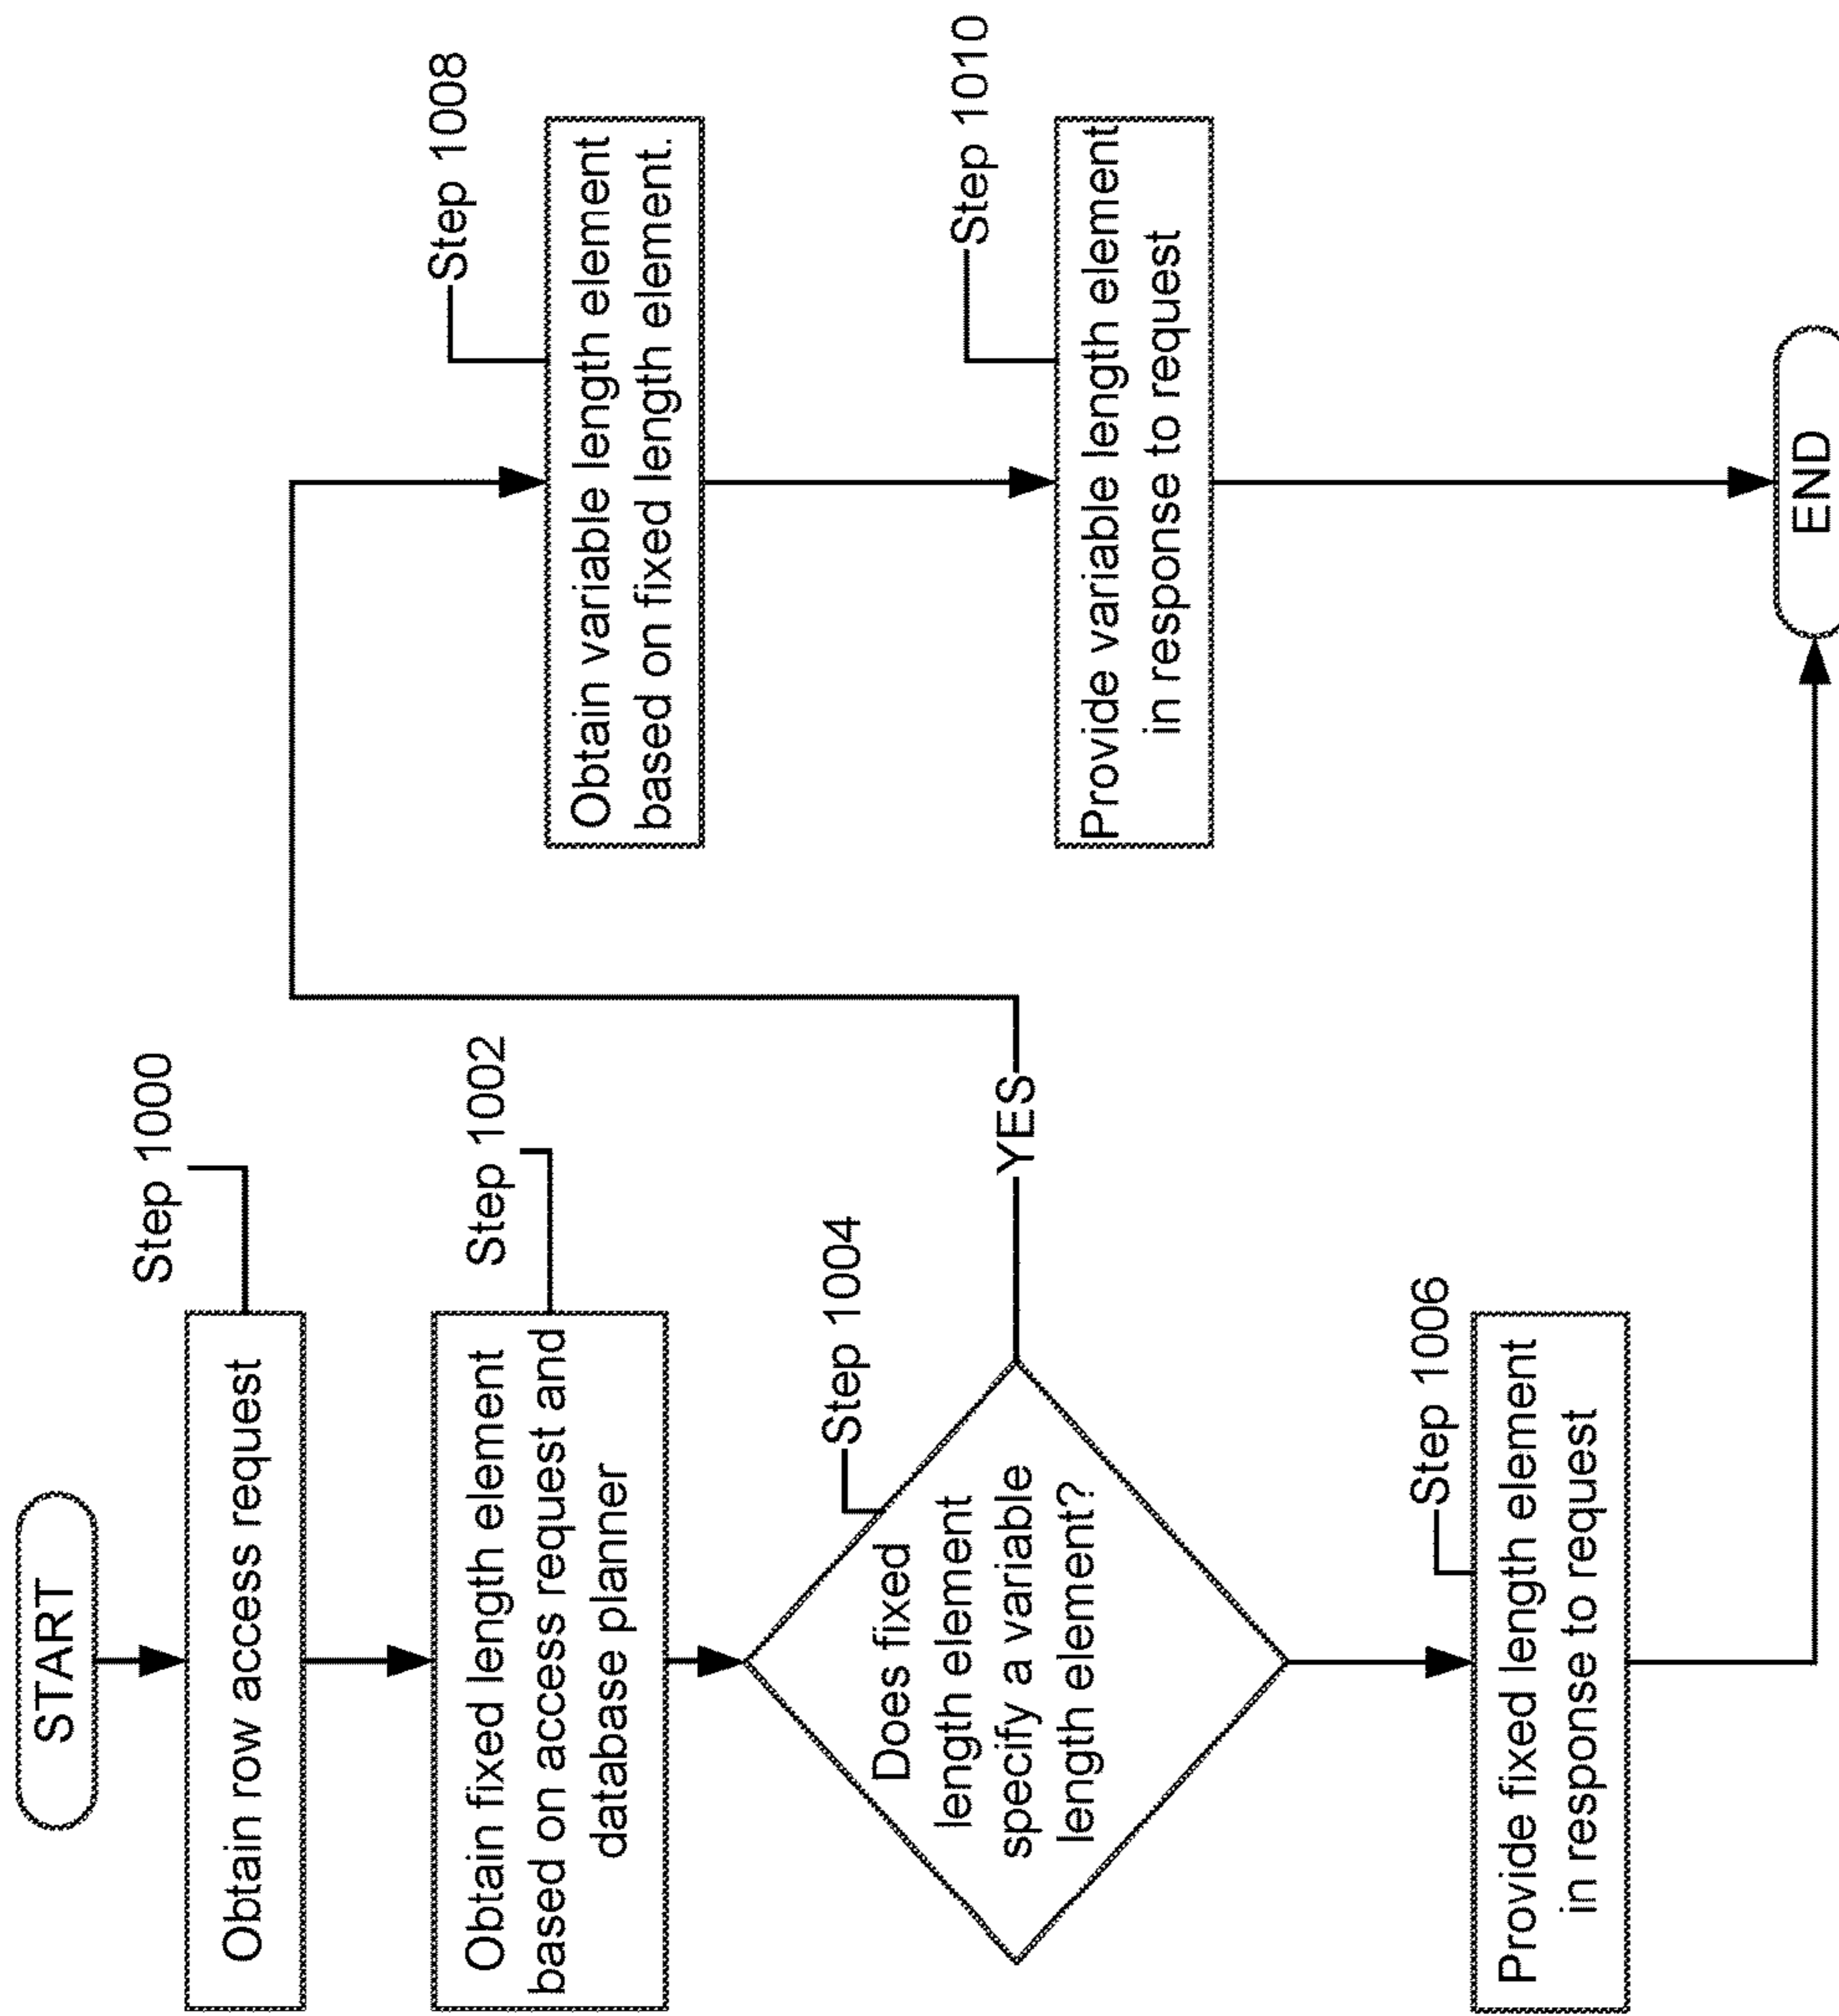 START
Step 1000
Obtain row access request
Step 1002
Obtain fixed length element
based on access request and
database planner
Step 1004
Does fixed
length element
specify a variable
length element?
YES
Step 1006
Provide fixed length element
in response to request
Step 1008
Obtain variable length element
based on fixed length element.
Step 1010
Provide variable length element
in response to request
END